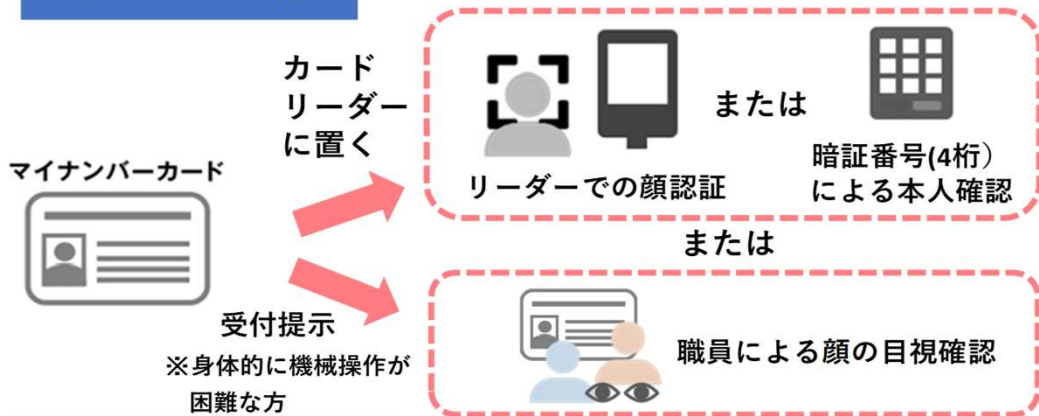 カード
リーダー
に置く
マイナンバーカード
または
リーダーでの顔認証
暗証番号(4桁）
による本人確認
または
受付提示
※身体的に機械操作が
困難な方
職員による顔の目視確認